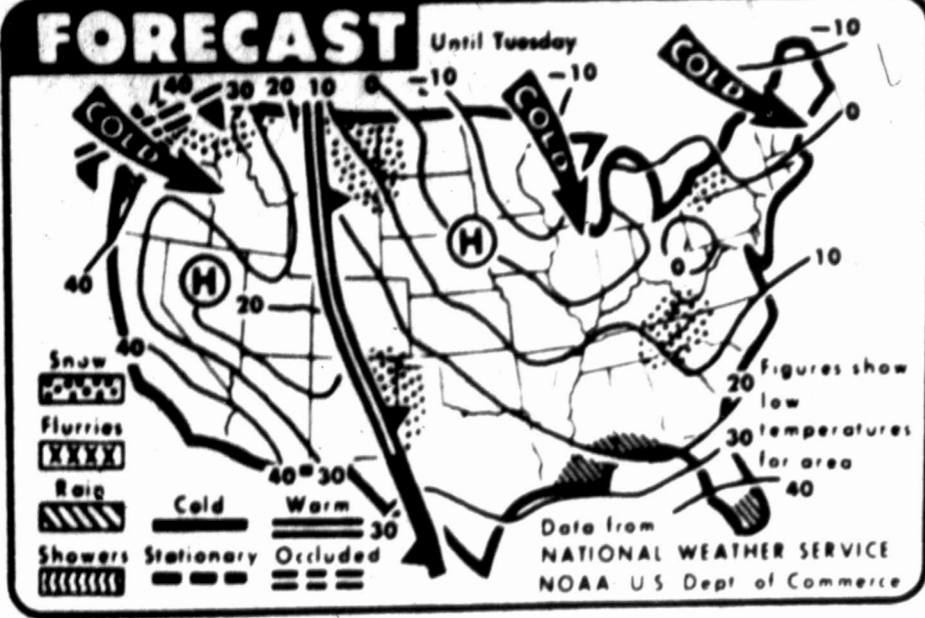 FORECAST
Until Tuesday
-10
COLD
40
30
20
10
0
-10
-10
COLD
COLD
0
H
H
0
10
40
20
40
Snow
Flurries
Rain
Showers
Cold
Warm
Stationary
Occluded
40
30
30
20
30
40
Figures show
low
temperatures
for area
Data from
NATIONAL WEATHER SERVICE
NOAA US Dept of Commerce